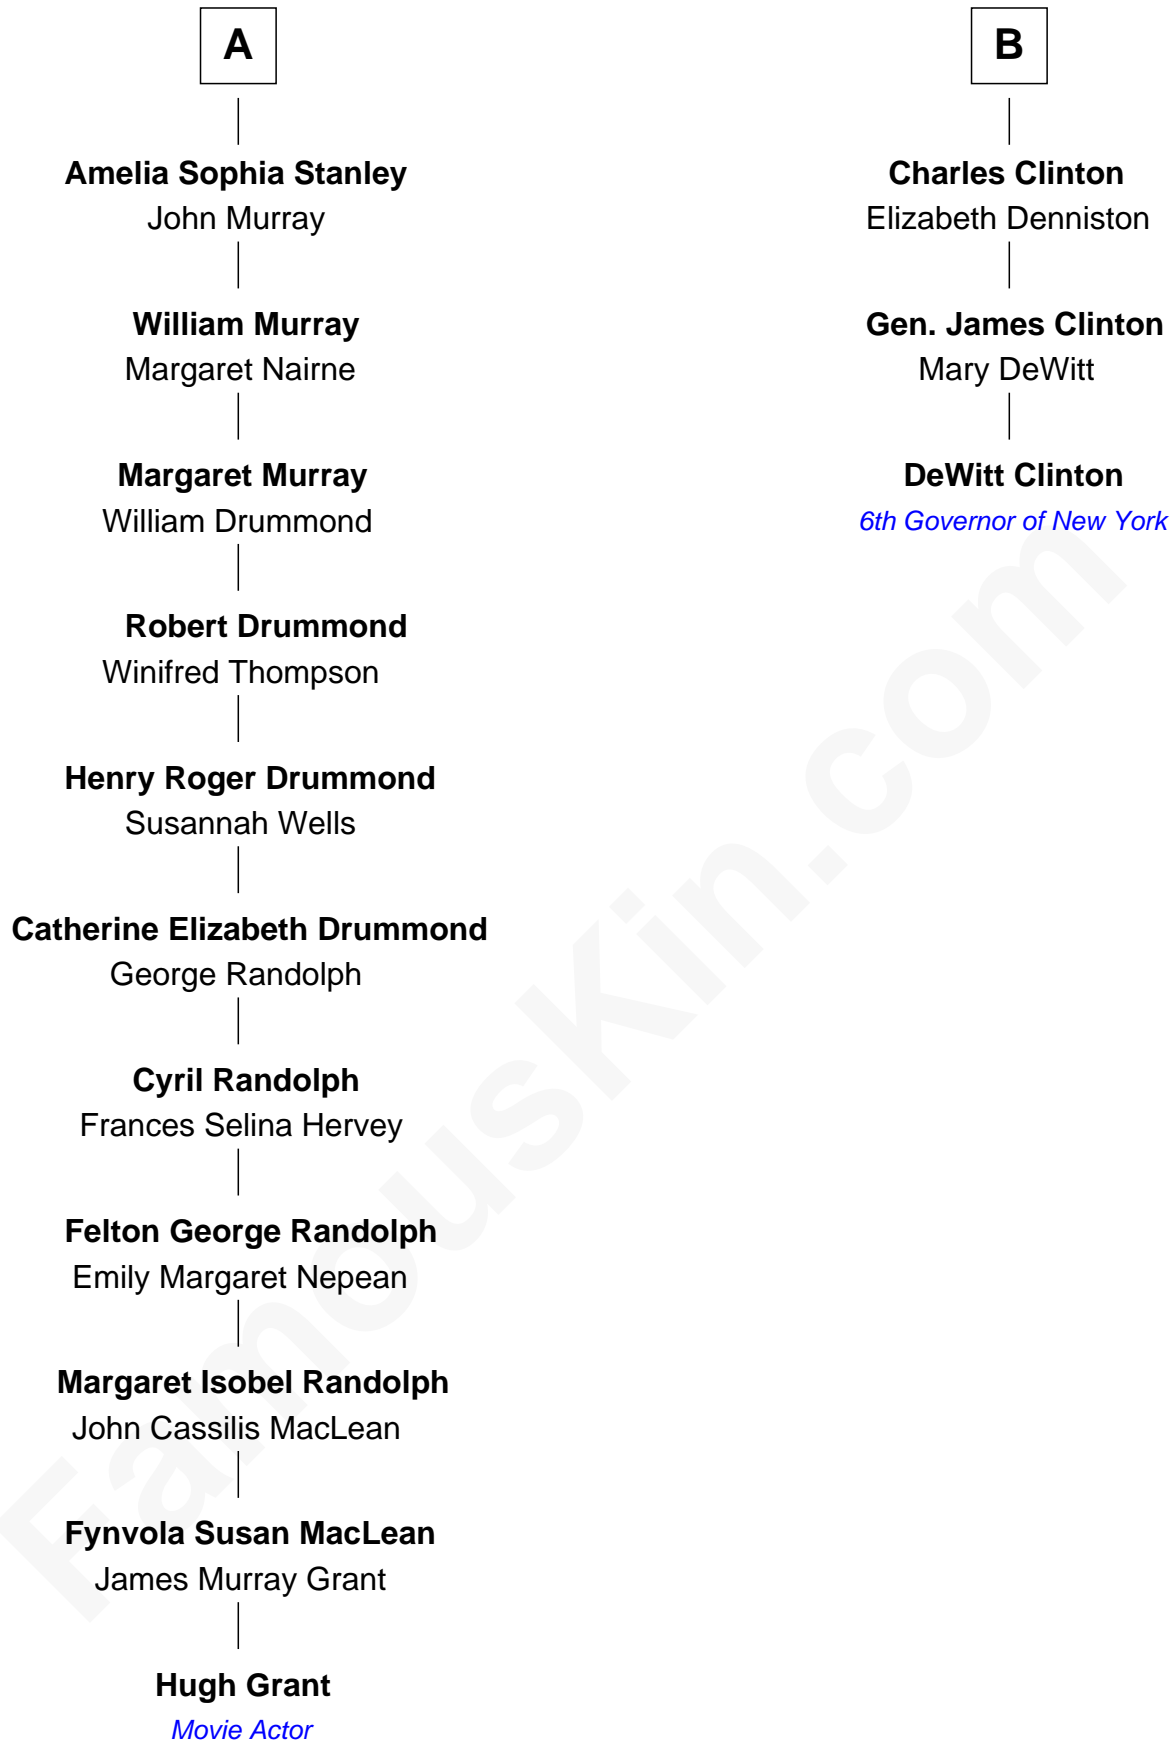 A
Amelia Sophia Stanley
John Murray
William Murray
Margaret Nairne
Margaret Murray
William Drummond
Robert Drummond
Winifred Thompson
Henry Roger Drummond
Susannah Wells
Catherine Elizabeth Drummond
George Randolph
Cyril Randolph
Frances Selina Hervey
Felton George Randolph
Emily Margaret Nepean
Margaret Isobel Randolph
John Cassilis MacLean
Fynvola Susan MacLean
James Murray Grant
Hugh Grant
Movie Actor
B
Charles Clinton
Elizabeth Denniston
Gen. James Clinton
Mary DeWitt
DeWitt Clinton
6th Governor of New York
FamousKin.com